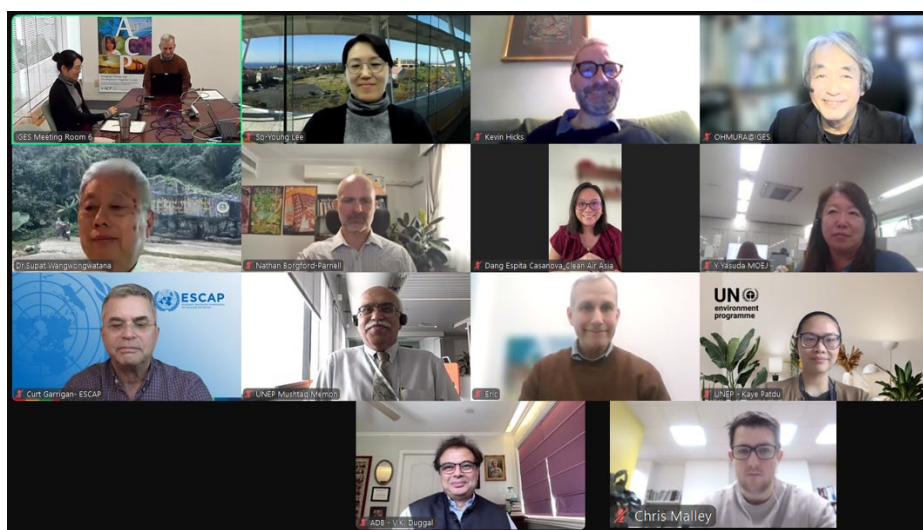 A
C
P
IGES Meeting Room 6
So-Young Lee
Kevin Hicks
OHMURA@IGES
Dr.Supat Wangwongwatana
Nathan Borgford-Parnell
Dang Espita Casanova_Clean Air Asia
Y Yasuda MOEJ
ESCAP
Curt Garrigan- ESCAP
UNEP Mushtaq Memon
Eric
UN
environment
programme
UNEP - Kaye Patdu
ADB - V.K. Duggal
Chris Malley